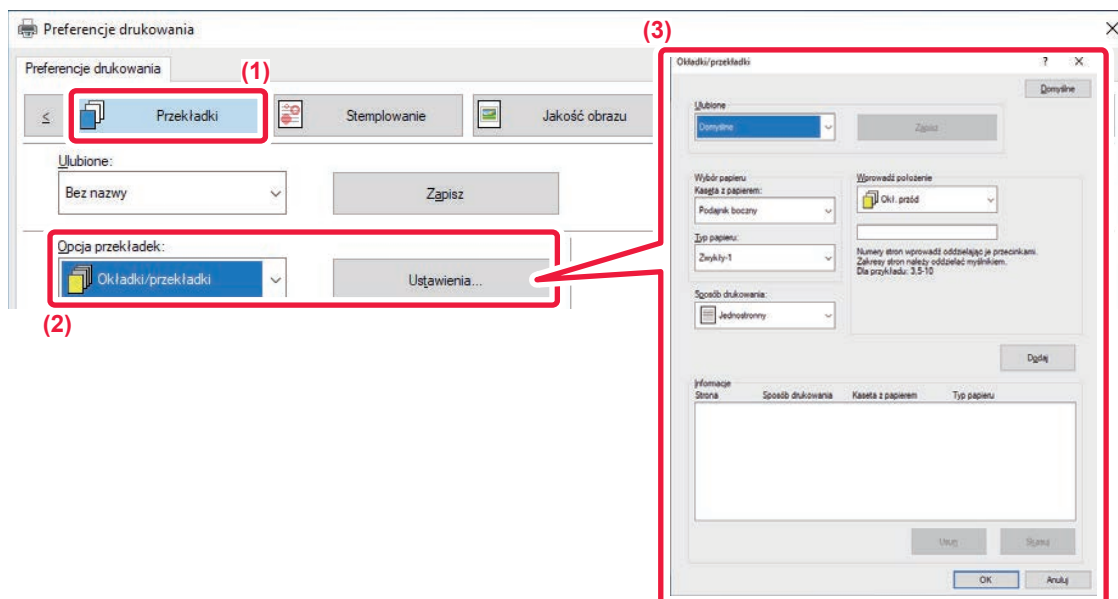 Preferencje drukowania
Preferencje drukowania
(1)
≤
Przekładki
Stemplowanie
Jakość obrazu
Ulubione:
Bez nazwy
Zapisz
Opcja przekładek:
Okładki/przekładki
Ustawienia...
(2)
(3)
Okładki/przekładki
?
X
Domyślne
Ulubione
Domyślne
Zapisz
Wybór papieru
Kaseta z papierem:
Podajnik boczny
Typ papieru:
Zwykły-1
Sposób drukowania:
Jednostronny
Wprowadź położenie
Okł. przód
Numery stron wprowadź oddzielając je przecinkami.
Zakresy stron należy oddzielać myślnikiem.
Dla przykładu: 3,5-10
Dodaj
Informacje
Strona Sposób drukowania Kaseta z papierem Typ papieru
Usuń
OK
Anuluj